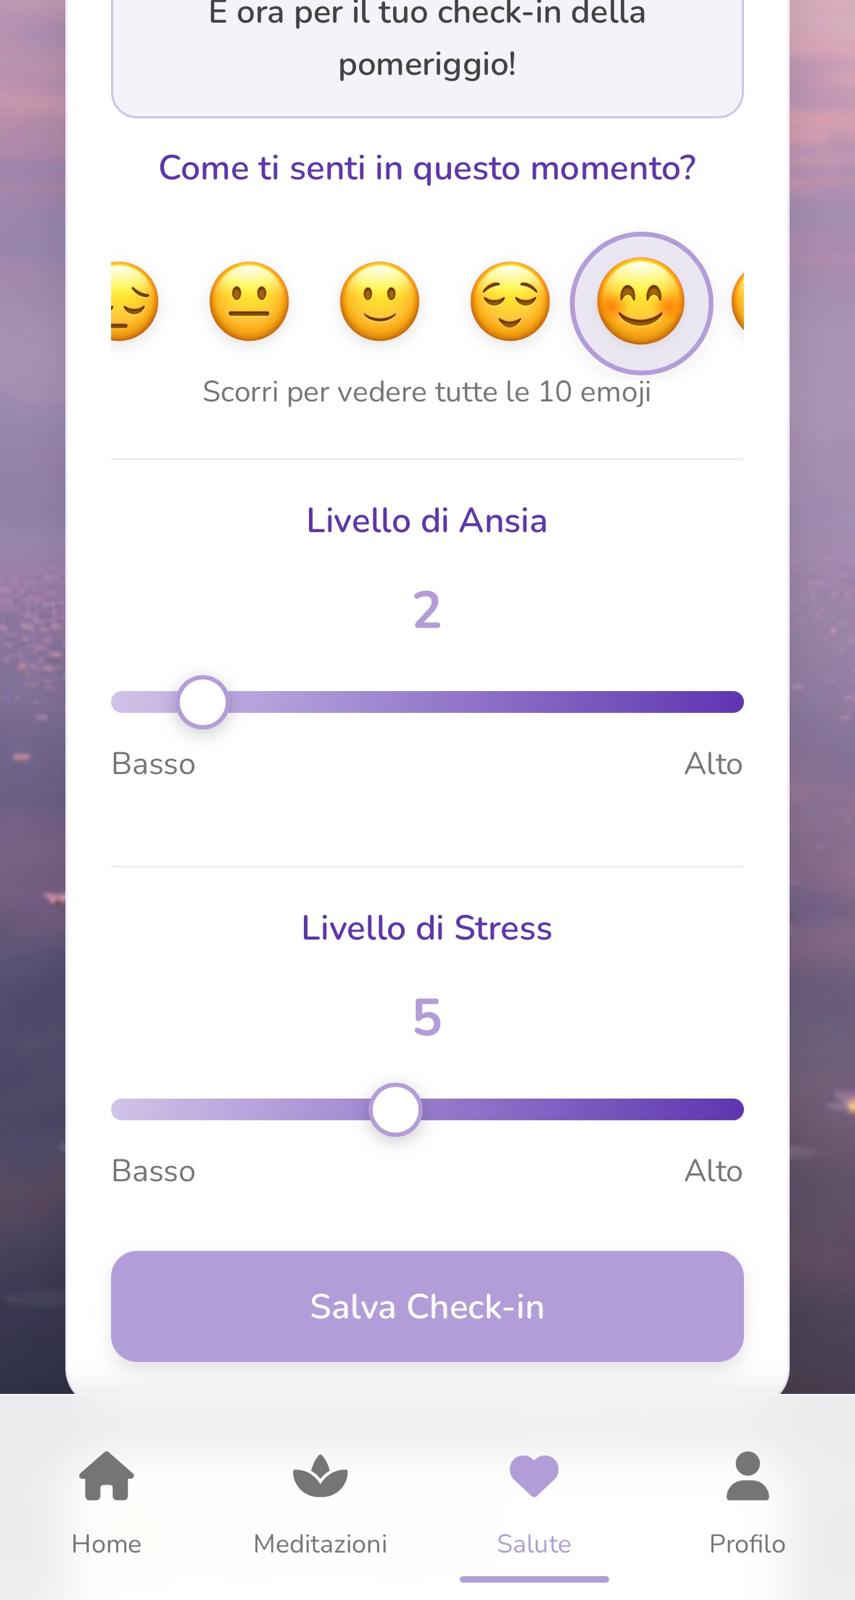 È ora per il tuo check-in della
pomeriggio!
Come ti senti in questo momento?
Scorri per vedere tutte le 10 emoji
Livello di Ansia
2
Basso Alto
Livello di Stress
5
Basso Alto
Salva Check-in
Home Meditazioni Salute Profilo